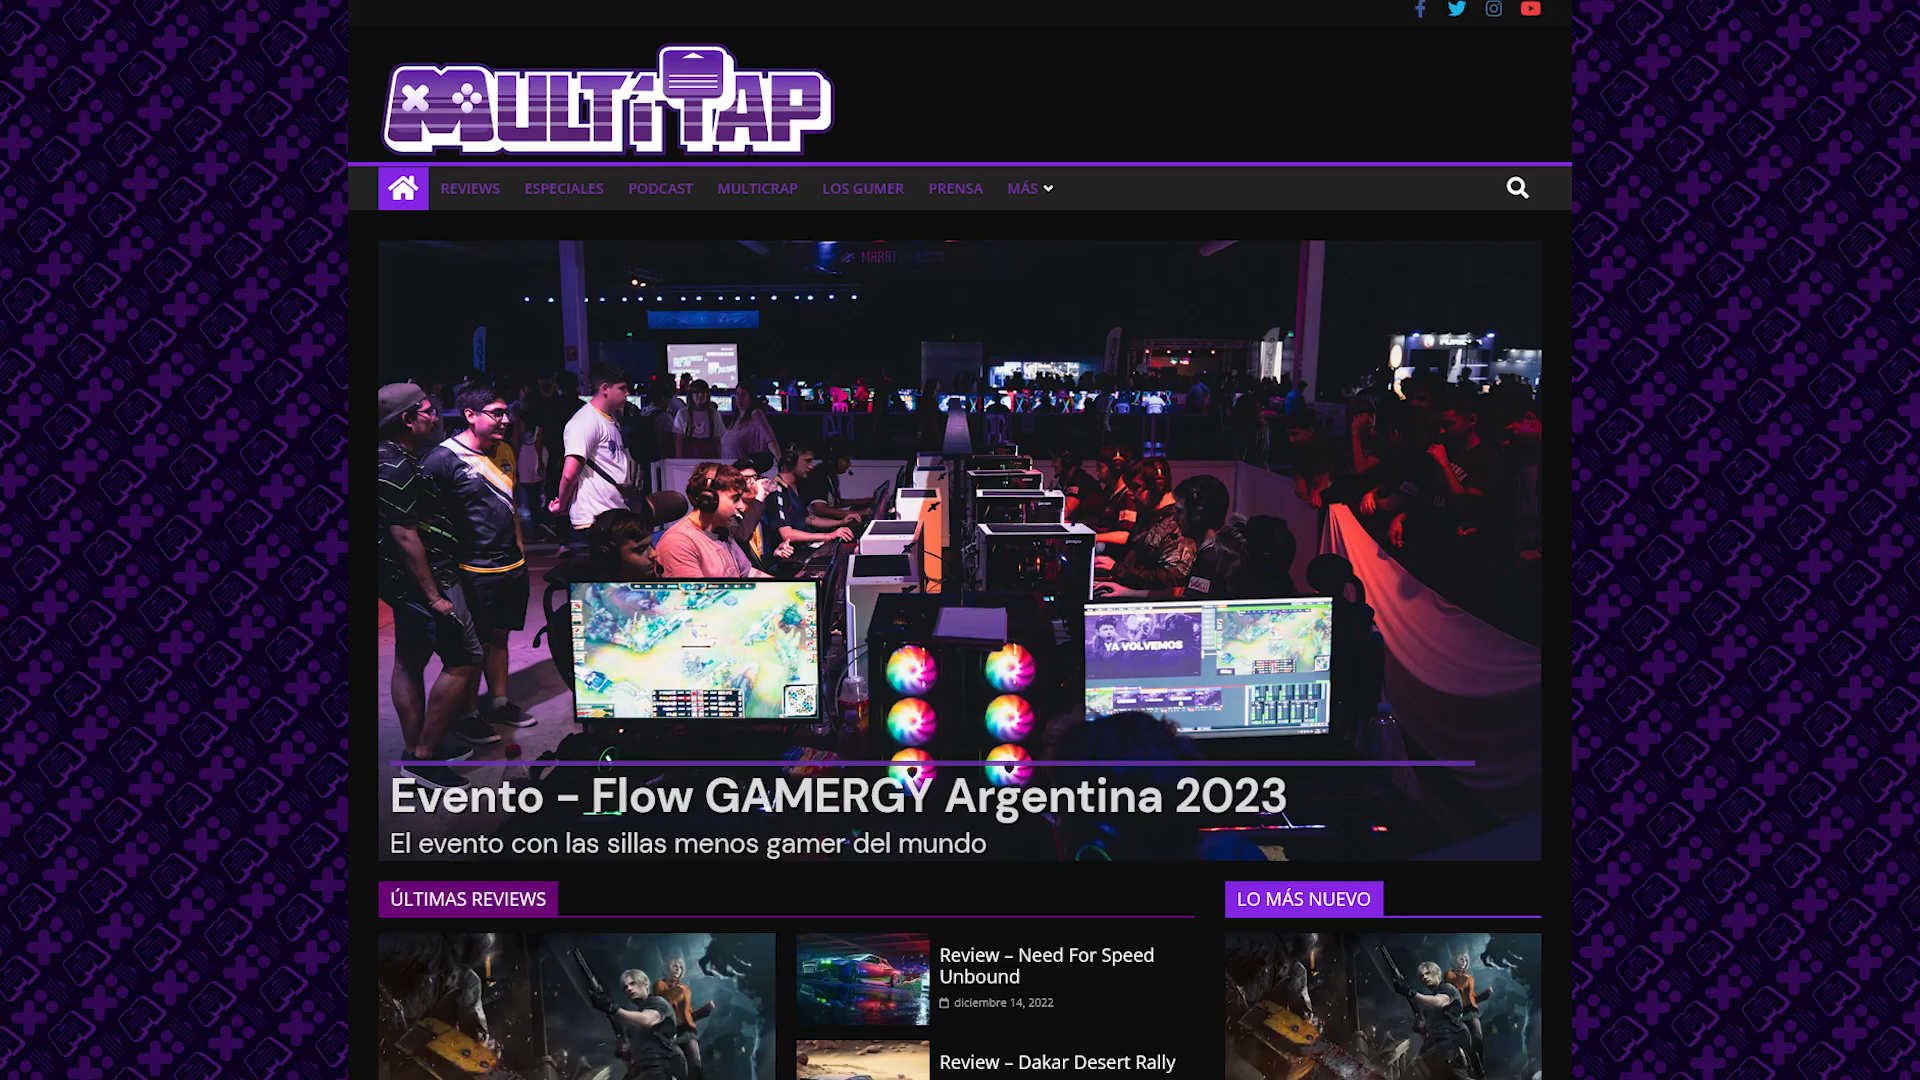 MULTITAP
REVIEWS ESPECIALES PODCAST MULTICRAP LOS GUMER PRENSA MÁS
YA VOLVEMOS
Evento – Flow GAMERGY Argentina 2023
El evento con las sillas menos gamer del mundo
ÚLTIMAS REVIEWS
LO MÁS NUEVO
Review – Need For Speed
Unbound
diciembre 14, 2022
Review – Dakar Desert Rally